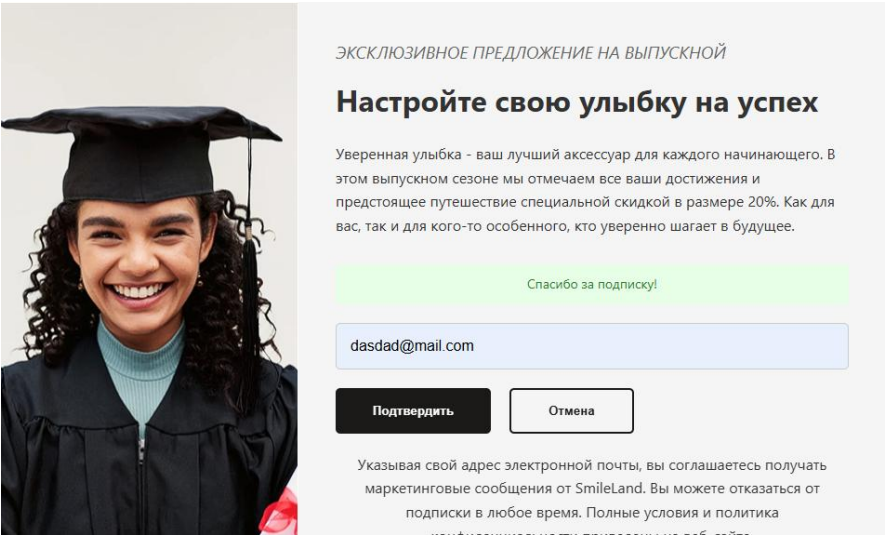 ЭКСКЛЮЗИВНОЕ ПРЕДЛОЖЕНИЕ НА ВЫПУСКНОЙ
Настройте свою улыбку на успех
Уверенная улыбка - ваш лучший аксессуар для каждого начинающего. В
этом выпускном сезоне мы отмечаем все ваши достижения и
предстоящее путешествие специальной скидкой в размере 20%. Как для
вас, так и для кого-то особенного, кто уверенно шагает в будущее.
Спасибо за подписку!
dasdad@mail.com
Подтвердить Отмена
Указывая свой адрес электронной почты, вы соглашаетесь получать
маркетинговые сообщения от SmileLand. Вы можете отказаться от
подписки в любое время. Полные условия и политика